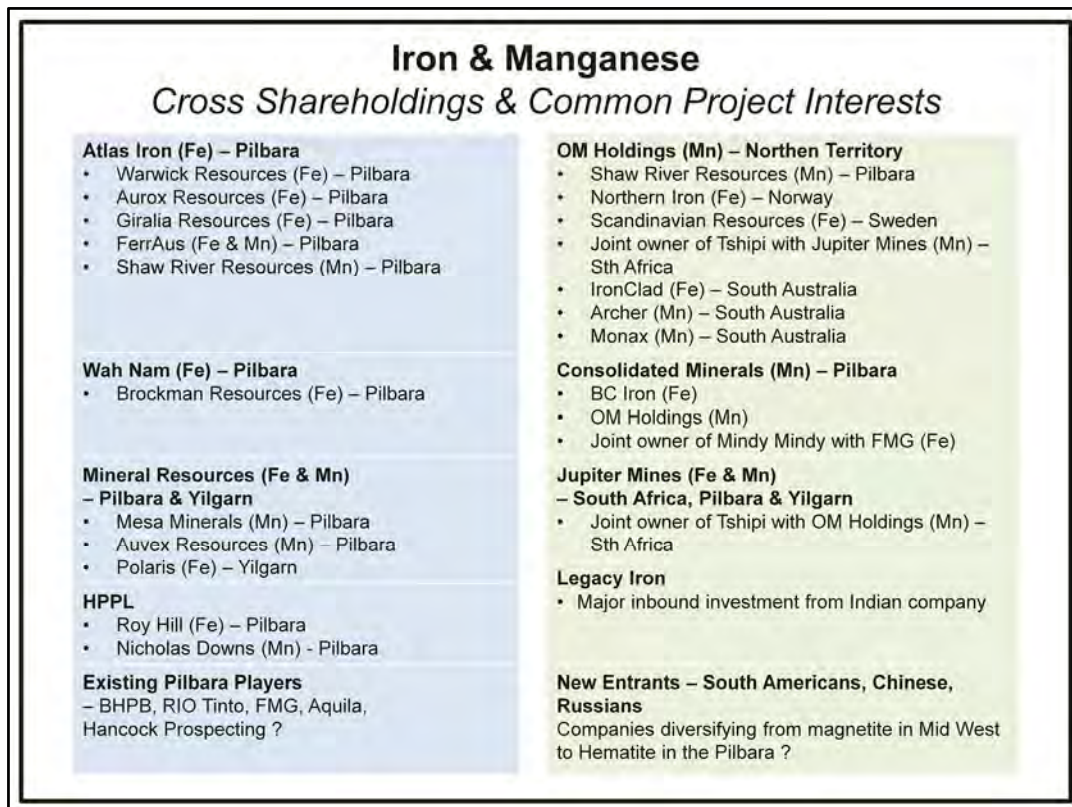 Iron & Manganese
Cross Shareholdings & Common Project Interests
Atlas Iron (Fe) – Pilbara
• Warwick Resources (Fe) – Pilbara
• Aurox Resources (Fe) – Pilbara
• Giralia Resources (Fe) – Pilbara
• FerrAus (Fe & Mn) – Pilbara
• Shaw River Resources (Mn) – Pilbara
Wah Nam (Fe) – Pilbara
• Brockman Resources (Fe) – Pilbara
Mineral Resources (Fe & Mn)
– Pilbara & Yilgarn
• Mesa Minerals (Mn) – Pilbara
• Auvex Resources (Mn) – Pilbara
• Polaris (Fe) – Yilgarn
HPPL
• Roy Hill (Fe) – Pilbara
• Nicholas Downs (Mn) - Pilbara
Existing Pilbara Players
– BHPB, RIO Tinto, FMG, Aquila,
Hancock Prospecting ?
OM Holdings (Mn) – Northen Territory
• Shaw River Resources (Mn) – Pilbara
• Northern Iron (Fe) – Norway
• Scandinavian Resources (Fe) – Sweden
• Joint owner of Tshipi with Jupiter Mines (Mn) –
Sth Africa
• IronClad (Fe) – South Australia
• Archer (Mn) – South Australia
• Monax (Mn) – South Australia
Consolidated Minerals (Mn) – Pilbara
• BC Iron (Fe)
• OM Holdings (Mn)
• Joint owner of Mindy Mindy with FMG (Fe)
Jupiter Mines (Fe & Mn)
– South Africa, Pilbara & Yilgarn
• Joint owner of Tshipi with OM Holdings (Mn) –
Sth Africa
Legacy Iron
• Major inbound investment from Indian company
New Entrants – South Americans, Chinese,
Russians
Companies diversifying from magnetite in Mid West
to Hematite in the Pilbara ?